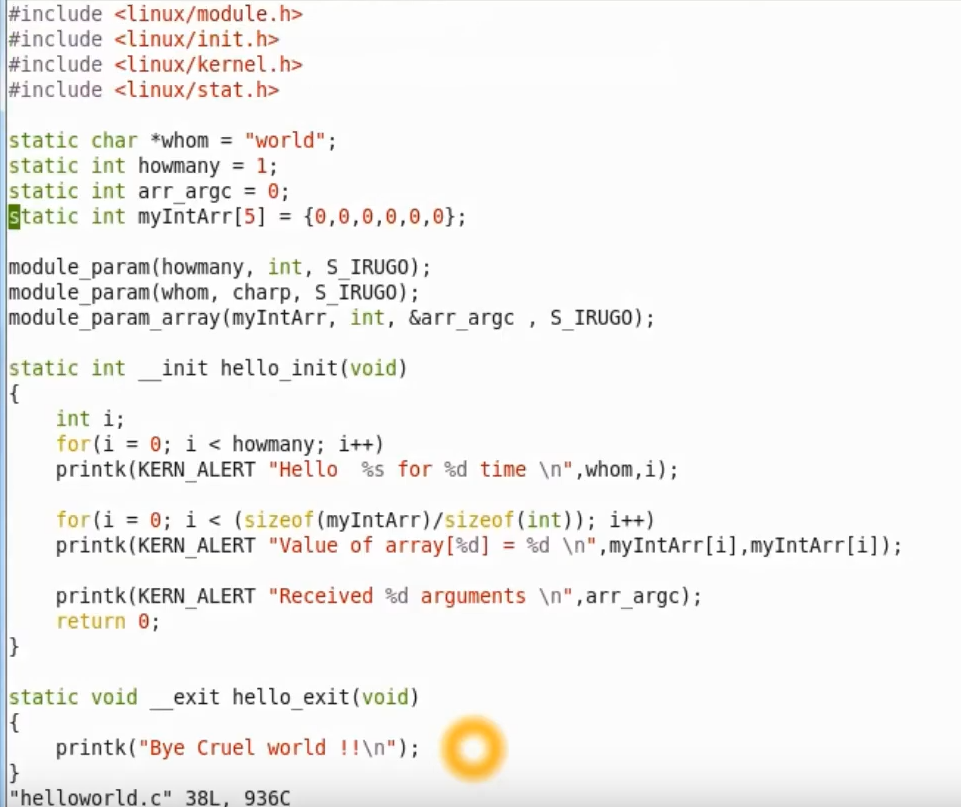 #include <linux/module.h>
#include <linux/init.h>
#include <linux/kernel.h>
#include <linux/stat.h>

static char *whom = "world";
static int howmany = 1;
static int arr_argc = 0;
static int myIntArr[5] = {0,0,0,0,0,0};

module_param(howmany, int, S_IRUGO);
module_param(whom, charp, S_IRUGO);
module_param_array(myIntArr, int, &arr_argc , S_IRUGO);

static int __init hello_init(void)
{
    int i;
    for(i = 0; i < howmany; i++)
    printk(KERN_ALERT "Hello  %s for %d time \n",whom,i);

    for(i = 0; i < (sizeof(myIntArr)/sizeof(int)); i++)
    printk(KERN_ALERT "Value of array[%d] = %d \n",myIntArr[i],myIntArr[i]);

    printk(KERN_ALERT "Received %d arguments \n",arr_argc);
    return 0;
}

static void __exit hello_exit(void)
{
    printk("Bye Cruel world !!\n");
}
"helloworld.c" 38L, 936C